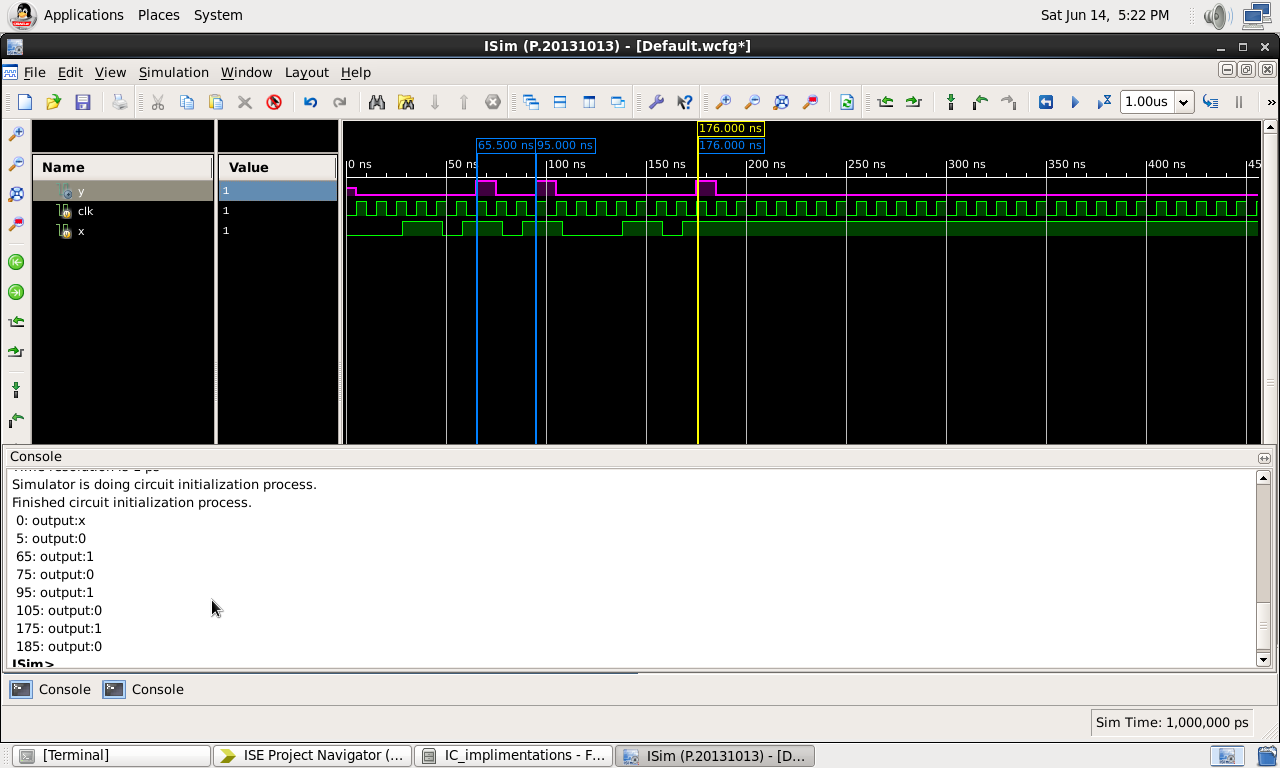 Applications Places System Sat Jun 14, 5:22 PM
ISim (P.20131013) - [Default.wcfg*]
File Edit View Simulation Window Layout Help
1.00us
»
176.000 ns
65.500 ns 95.000 ns 176.000 ns
Name Value
0 ns 50 ns 100 ns 150 ns 200 ns 250 ns 300 ns 350 ns 400 ns 45
y 1
clk 1
x 1
Console
Time resolution is 1 ps
Simulator is doing circuit initialization process.
Finished circuit initialization process.
0: output:x
5: output:0
65: output:1
75: output:0
95: output:1
105: output:0
175: output:1
185: output:0
ISim>
Console Console
Sim Time: 1,000,000 ps
[Terminal] ISE Project Navigator (... IC_implimentations - F... ISim (P.20131013) - [D...